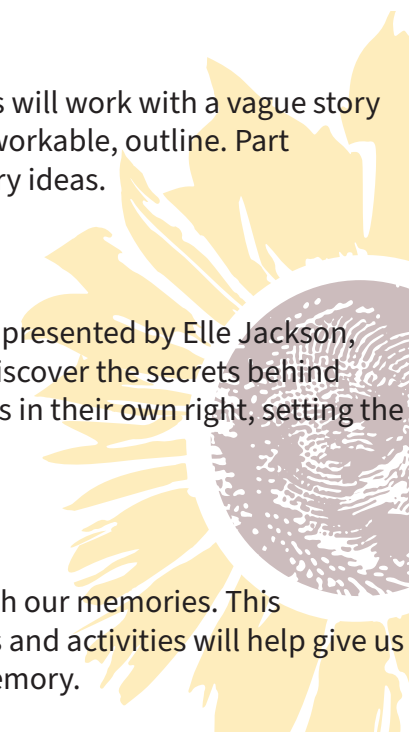 s will work with a vague story
workable, outline. Part
ry ideas.
presented by Elle Jackson,
iscover the secrets behind
s in their own right, setting the
h our memories. This
s and activities will help give us
emory.